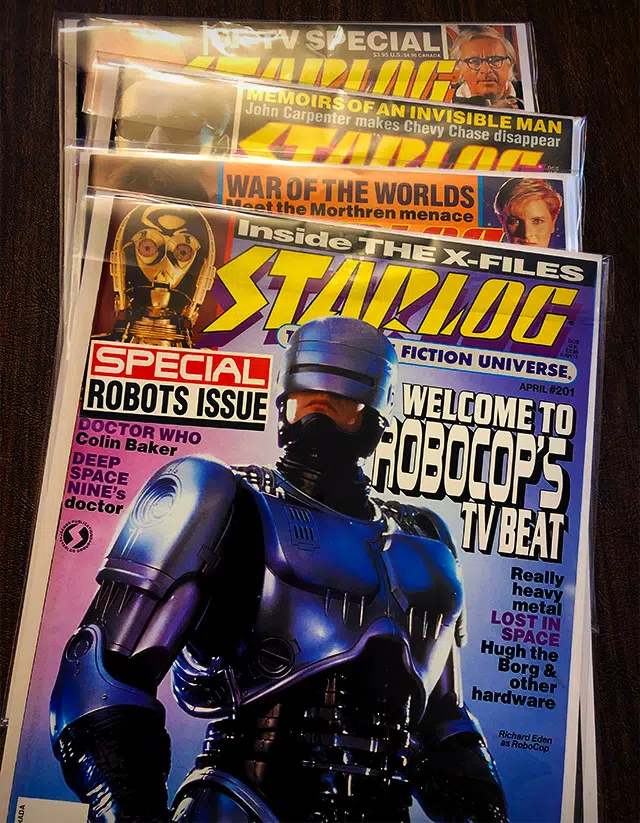 TV SPECIAL
$3.95 U.S./$4.95 CANADA
STARLOG
MEMOIRS OF AN INVISIBLE MAN
John Carpenter makes Chevy Chase disappear
STARLOG
WAR OF THE WORLDS
Meet the Morthren menace
Inside THE X-FILES
STARLOG
FICTION UNIVERSE.
APRIL #201
SPECIAL
ROBOTS ISSUE
DOCTOR WHO
Colin Baker
DEEP
SPACE
NINE's
doctor
WELCOME TO
ROBOCOP'S
TV BEAT
Really
heavy
metal
LOST IN
SPACE
Hugh the
Borg &
other
hardware
Richard Eden
as RoboCop